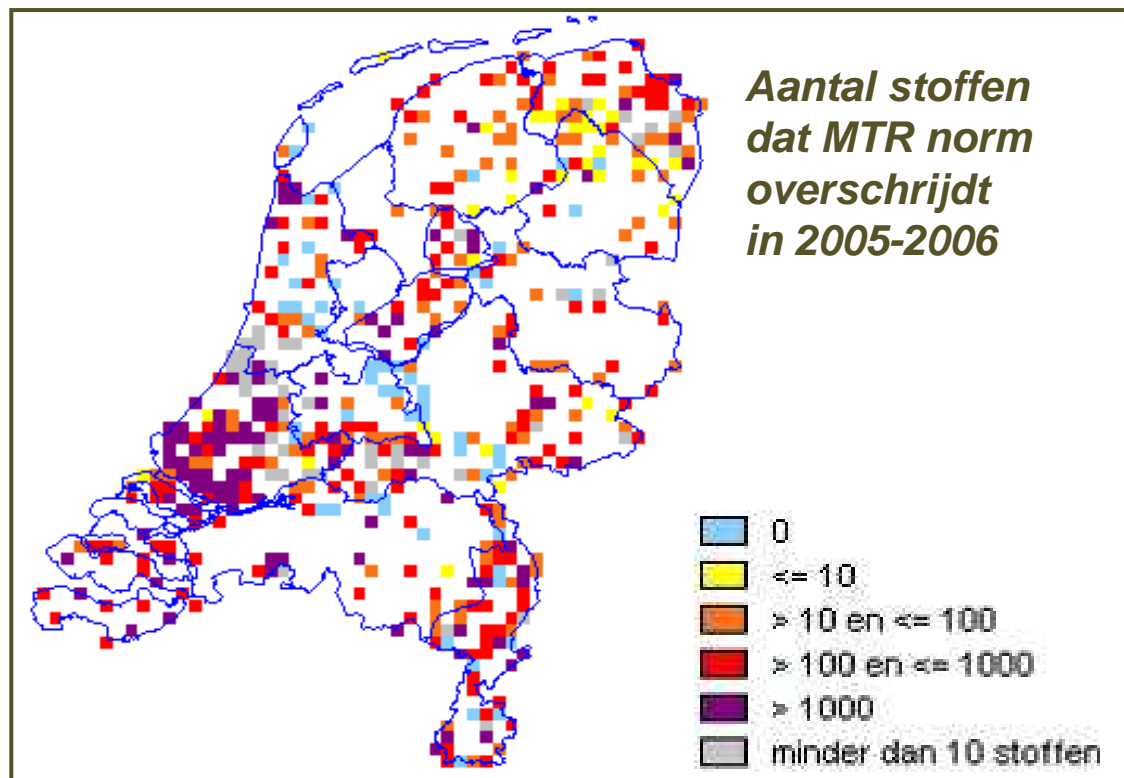 Aantal stoffen
dat MTR norm
overschrijdt
in 2005-2006
0
<= 10
> 10 en <= 100
> 100 en <= 1000
> 1000
minder dan 10 stoffen